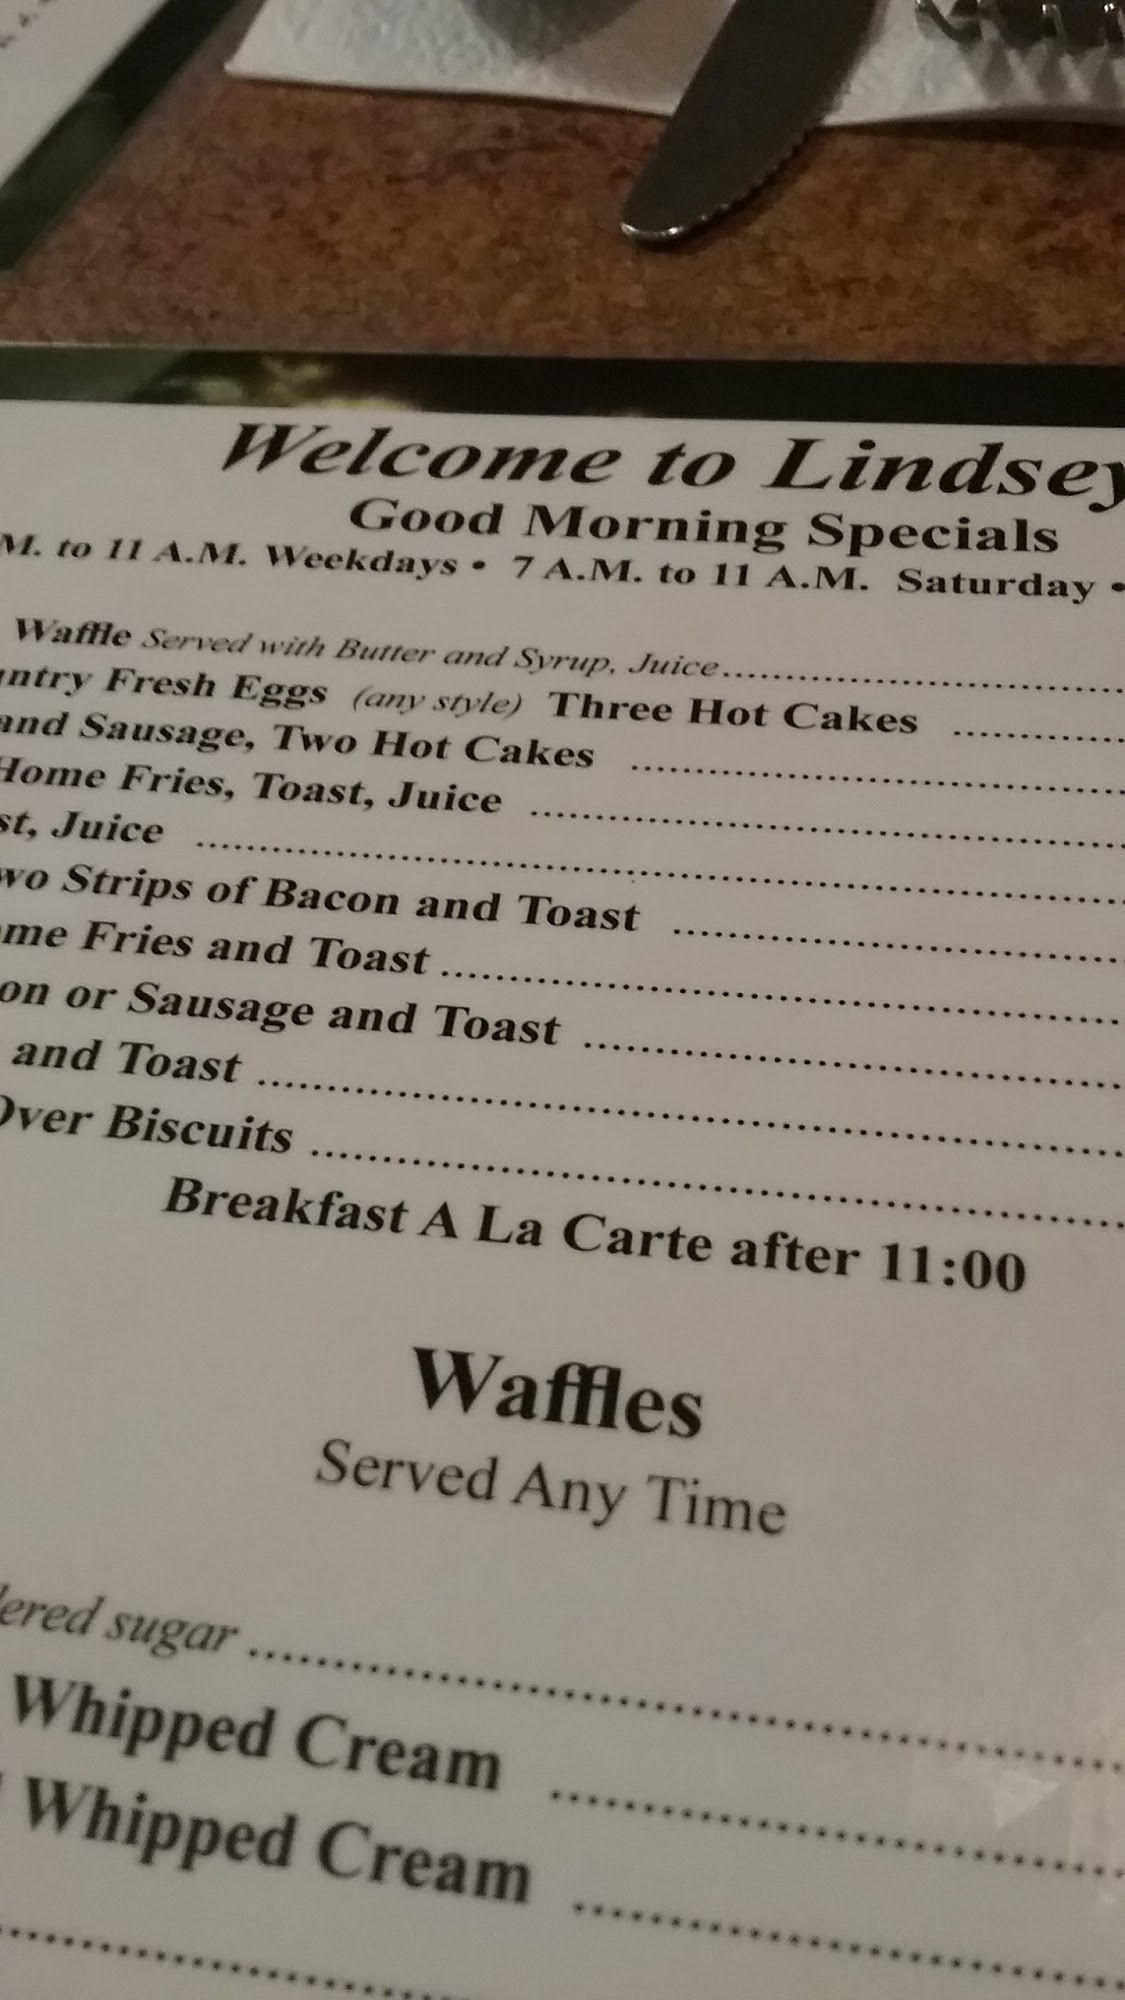 Welcome to Lindsey
Good Morning Specials
M. to 11 A.M. Weekdays • 7 A.M. to 11 A.M. Saturday •
Waffle Served with Butter and Syrup, Juice
ntry Fresh Eggs (any style) Three Hot Cakes
and Sausage, Two Hot Cakes
Home Fries, Toast, Juice
st, Juice
wo Strips of Bacon and Toast
me Fries and Toast
on or Sausage and Toast
and Toast
Over Biscuits
Breakfast A La Carte after 11:00
Waffles
Served Any Time
dered sugar
Whipped Cream
Whipped Cream